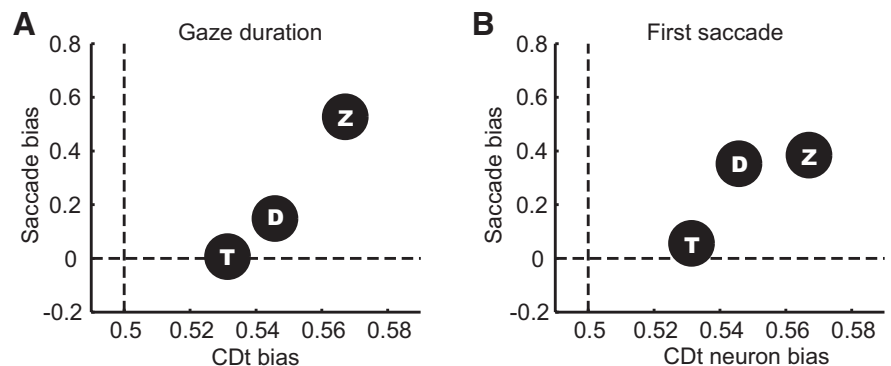 A
Gaze duration
Saccade bias
0.8
0.6
0.4
0.2
0
-0.2
Z
D
T
0.5 0.52 0.54 0.56 0.58
CDt bias
B
First saccade
Saccade bias
0.8
0.6
0.4
0.2
0
-0.2
D
Z
T
0.5 0.52 0.54 0.56 0.58
CDt neuron bias